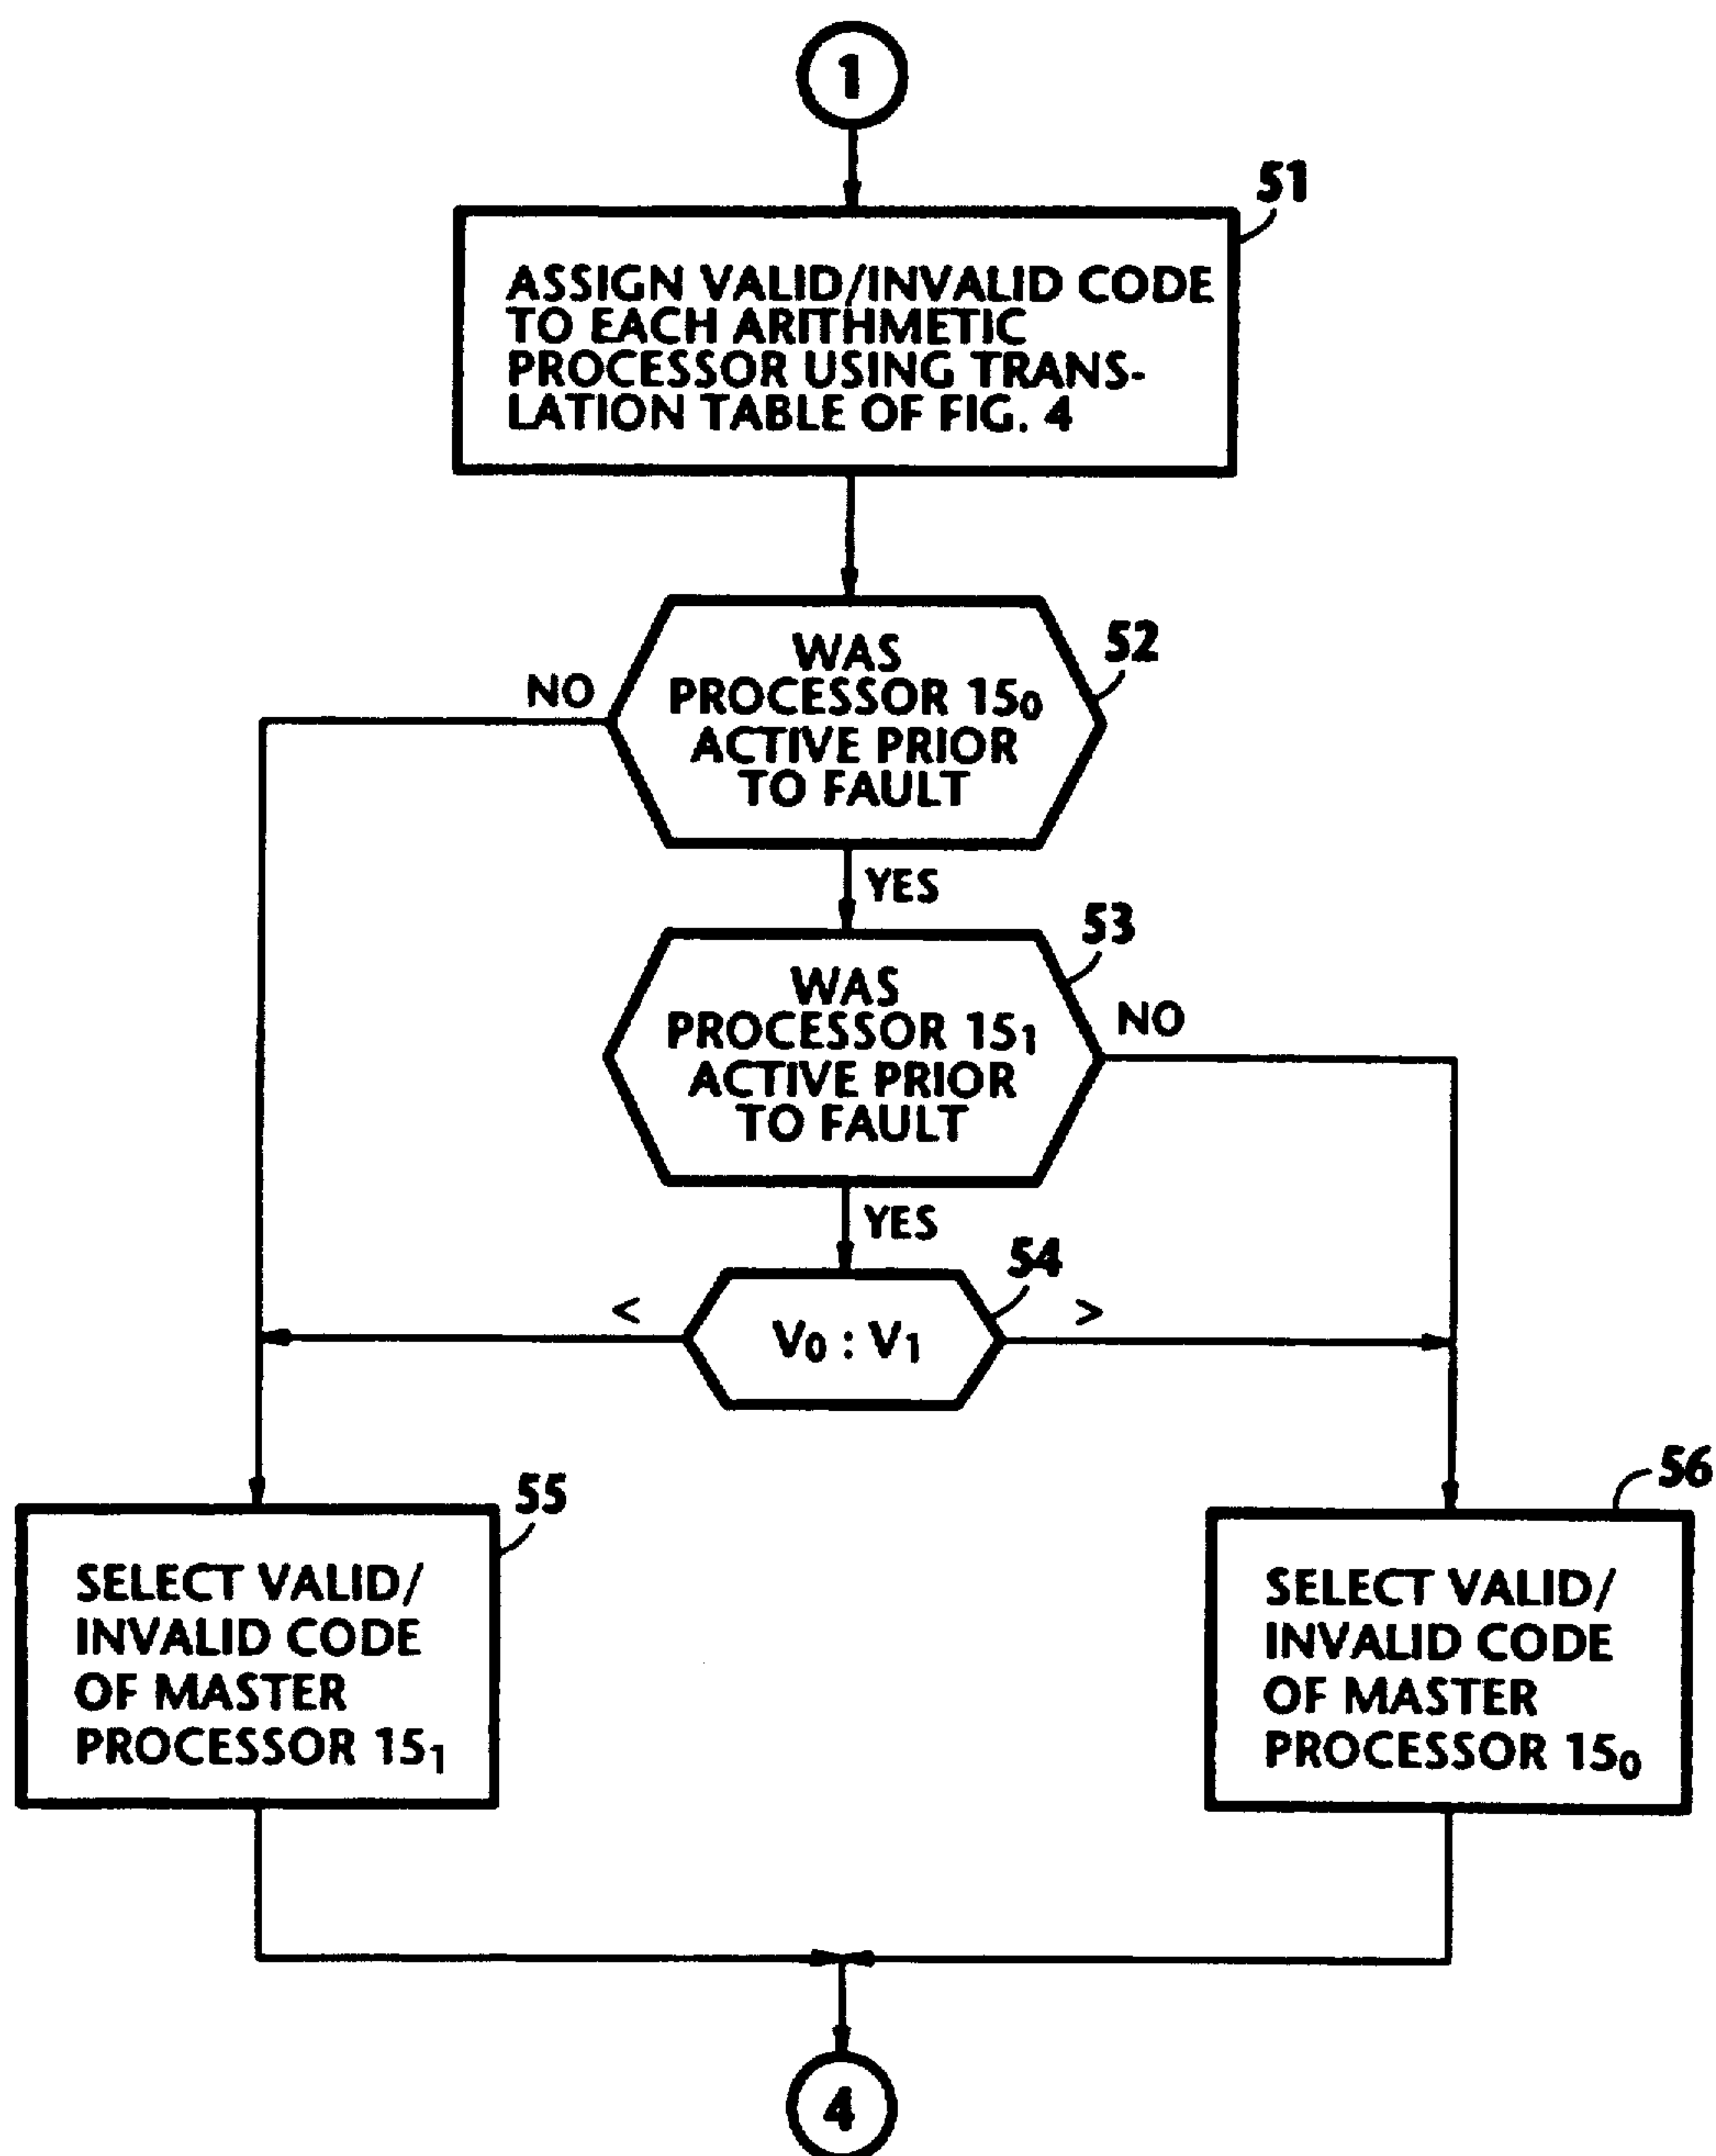 1
51
ASSIGN VALID/INVALID CODE
TO EACH ARITHMETIC
PROCESSOR USING TRANS-
LATION TABLE OF FIG. 4
52
NO
WAS
PROCESSOR 15₀
ACTIVE PRIOR
TO FAULT
YES
53
WAS
PROCESSOR 15₁
ACTIVE PRIOR
TO FAULT
NO
YES
54
<
V₀ : V₁
>
55
SELECT VALID/
INVALID CODE
OF MASTER
PROCESSOR 15₁
56
SELECT VALID/
INVALID CODE
OF MASTER
PROCESSOR 15₀
4